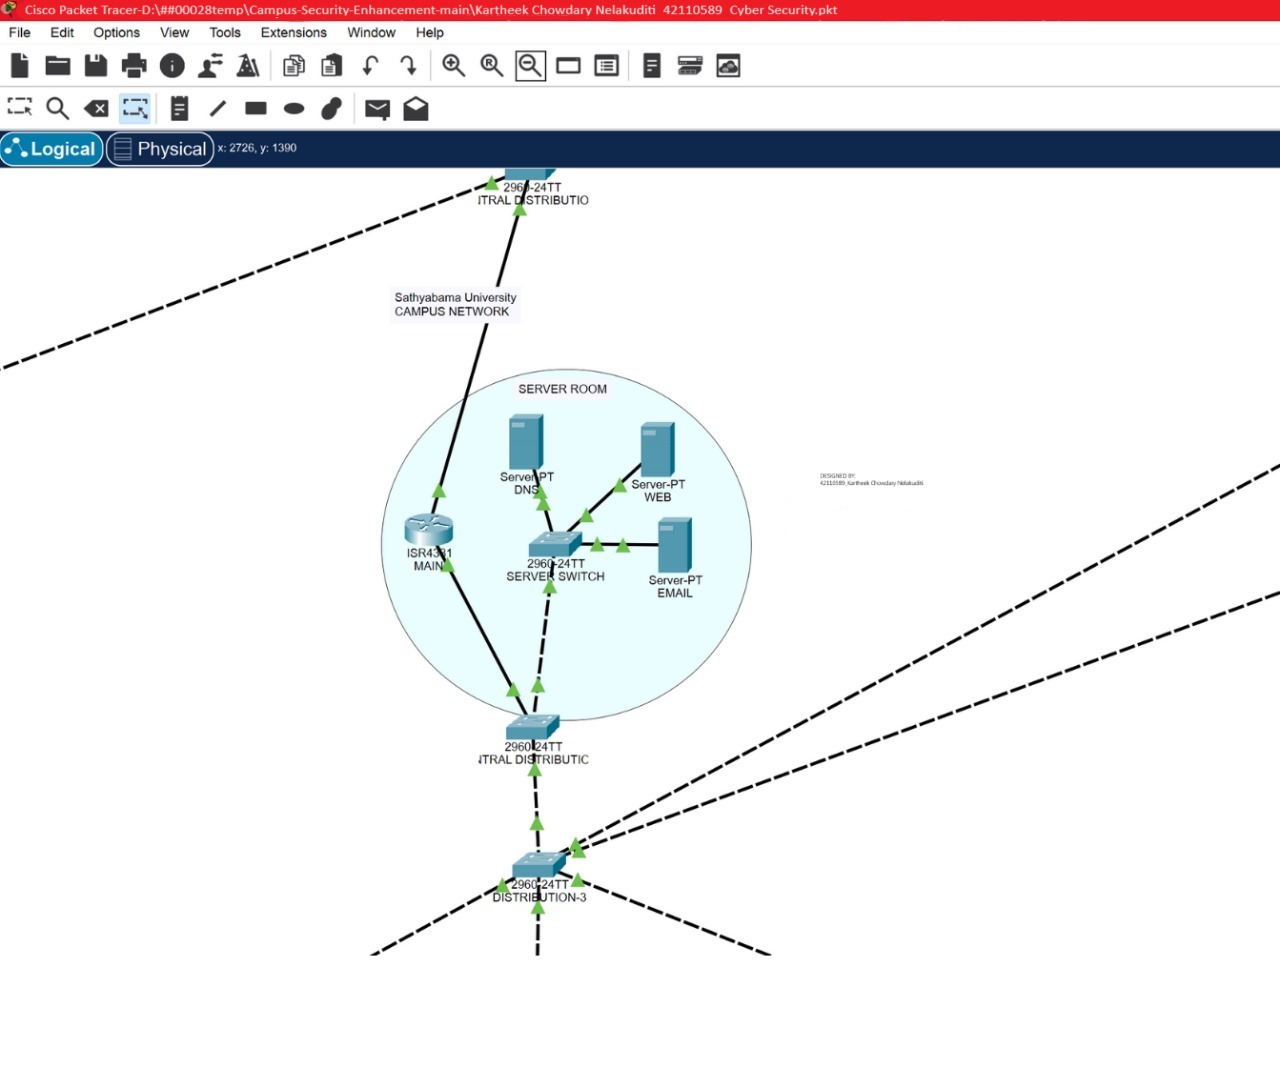 Cisco Packet Tracer-D:\##00028temp\Campus-Security-Enhancement-main\Kartheek Chowdary Nelakuditi  42110589  Cyber Security.pkt
File Edit Options View Tools Extensions Window Help
Logical Physical x: 2726, y: 1390
2960-24TT
ITRAL DISTRIBUTIO
Sathyabama University
CAMPUS NETWORK
SERVER ROOM
Server-PT
DNS
Server-PT
WEB
ISR4331
MAIN
2960-24TT
SERVER SWITCH
Server-PT
EMAIL
DESIGNED BY:
42110589_Kartheek Chowdary Nelakuditi
2960-24TT
NTRAL DISTRIBUTIC
2960-24TT
DISTRIBUTION-3